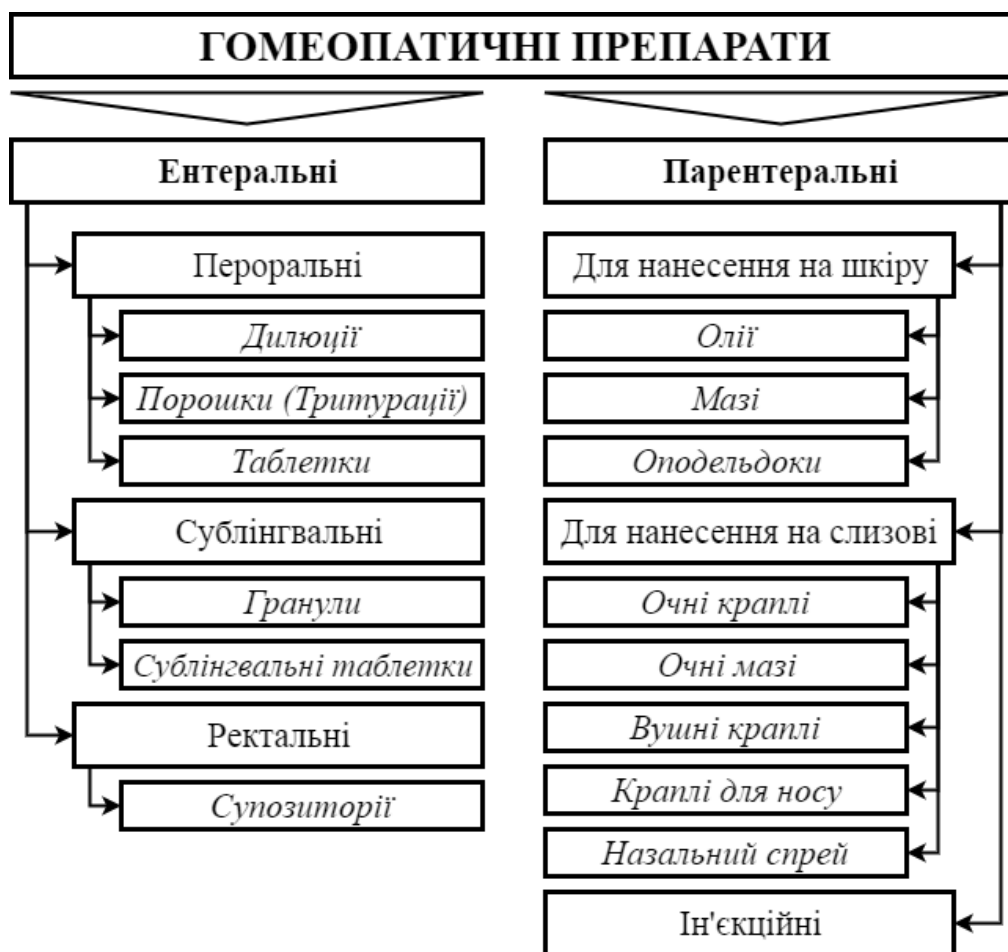 ГОМЕОПАТИЧНІ ПРЕПАРАТИ
Ентеральні
Пероральні
Дилюції
Порошки (Тритурації)
Таблетки
Сублінгвальні
Гранули
Сублінгвальні таблетки
Ректальні
Супозиторії
Парентеральні
Для нанесення на шкіру
Олії
Мазі
Оподельдоки
Для нанесення на слизові
Очні краплі
Очні мазі
Вушні краплі
Краплі для носу
Назальний спрей
Ін'єкційні